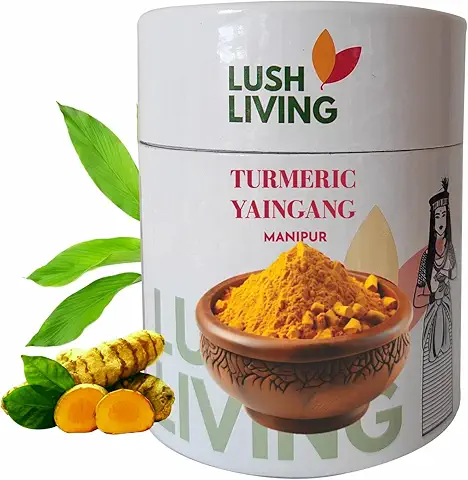 LUSH
LIVING
TURMERIC
YAINGANG
MANIPUR
LUSH
LIVING